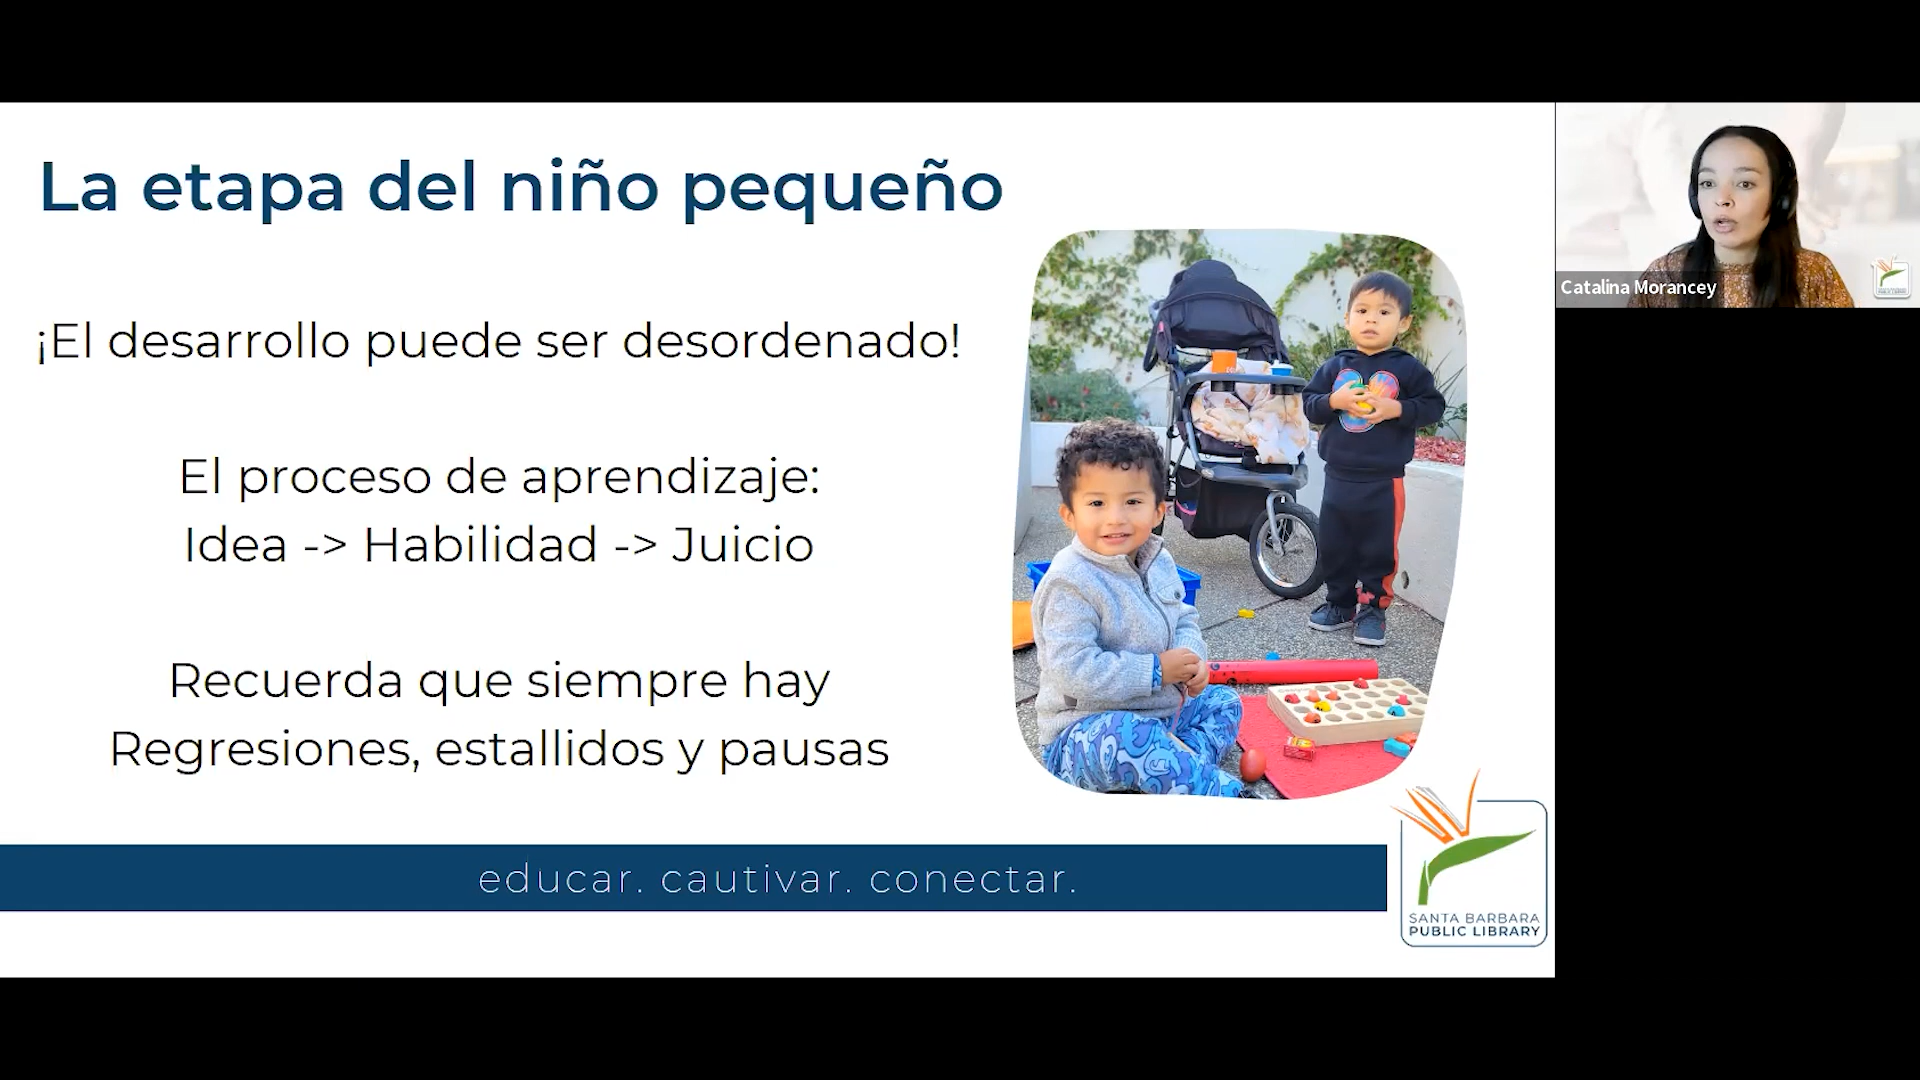 La etapa del niño pequeño
¡El desarrollo puede ser desordenado!
El proceso de aprendizaje:
Idea -> Habilidad -> Juicio
Recuerda que siempre hay
Regresiones, estallidos y pausas
educar. cautivar. conectar.
SANTA BARBARA
PUBLIC LIBRARY
Catalina Morancey